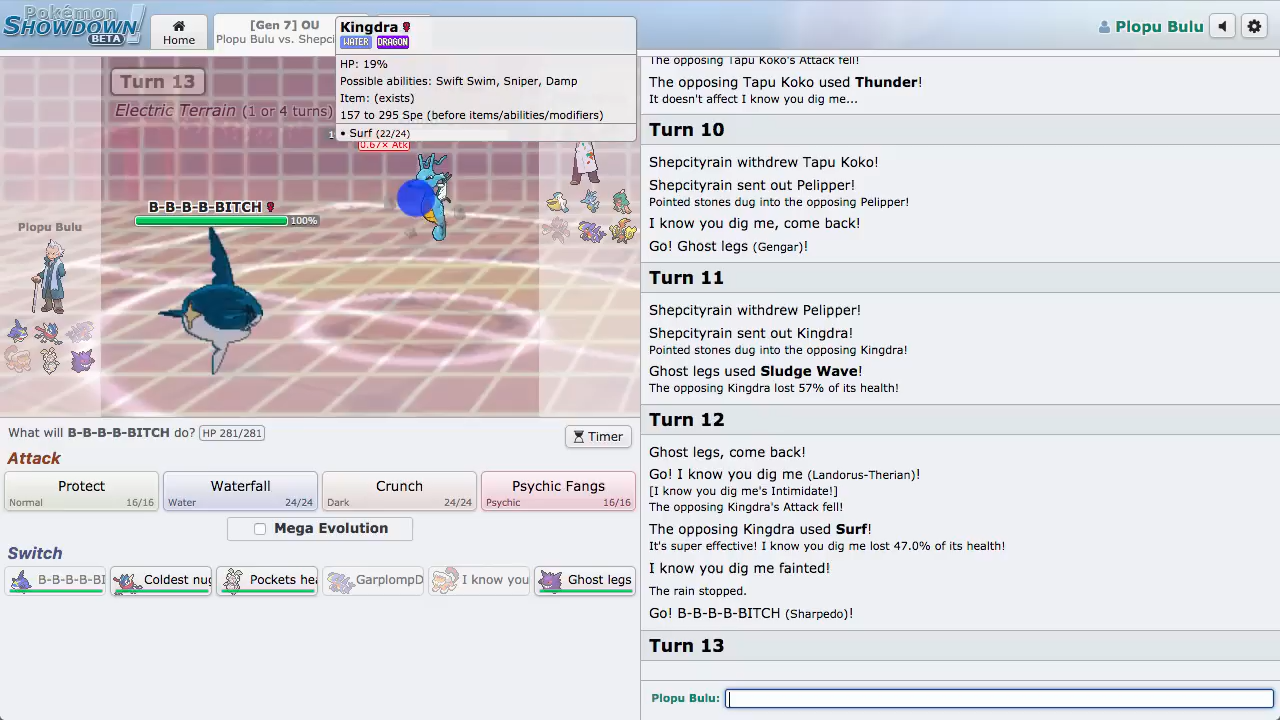 Pokémon
SHOWDOWN!
BETA
Home
[Gen 7] OU
Plopu Bulu vs. Shepci
Kingdra
WATER DRAGON
HP: 19%
Possible abilities: Swift Swim, Sniper, Damp
Item: (exists)
157 to 295 Spe (before items/abilities/modifiers)
• Surf (22/24)
Plopu Bulu
Turn 13
Electric Terrain (1 or 4 turns)
0.67× Atk
B-B-B-B-BITCH
100%
Plopu Bulu
What will B-B-B-B-BITCH do? HP 281/281
Timer
Attack
Protect
Normal 16/16
Waterfall
Water 24/24
Crunch
Dark 24/24
Psychic Fangs
Psychic 16/16
Mega Evolution
Switch
B-B-B-B-BI
Coldest nug
Pockets hea
GarplompD
I know you
Ghost legs
The opposing Tapu Koko's Attack fell!
The opposing Tapu Koko used Thunder!
It doesn't affect I know you dig me...
Turn 10
Shepcityrain withdrew Tapu Koko!
Shepcityrain sent out Pelipper!
Pointed stones dug into the opposing Pelipper!
I know you dig me, come back!
Go! Ghost legs (Gengar)!
Turn 11
Shepcityrain withdrew Pelipper!
Shepcityrain sent out Kingdra!
Pointed stones dug into the opposing Kingdra!
Ghost legs used Sludge Wave!
The opposing Kingdra lost 57% of its health!
Turn 12
Ghost legs, come back!
Go! I know you dig me (Landorus-Therian)!
[I know you dig me's Intimidate!]
The opposing Kingdra's Attack fell!
The opposing Kingdra used Surf!
It's super effective! I know you dig me lost 47.0% of its health!
I know you dig me fainted!
The rain stopped.
Go! B-B-B-B-BITCH (Sharpedo)!
Turn 13
Plopu Bulu: